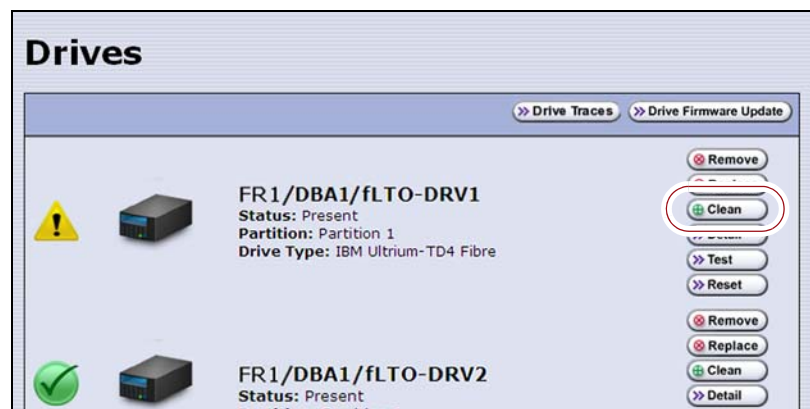 Drives
Drive Traces Drive Firmware Update
Remove
FR1/DBA1/fLTO-DRV1
Status: Present
Clean
Partition: Partition 1
Drive Type: IBM Ultrium-TD4 Fibre
Detail
Test
Reset
Remove
Replace
FR1/DBA1/fLTO-DRV2
Clean
Status: Present
Detail